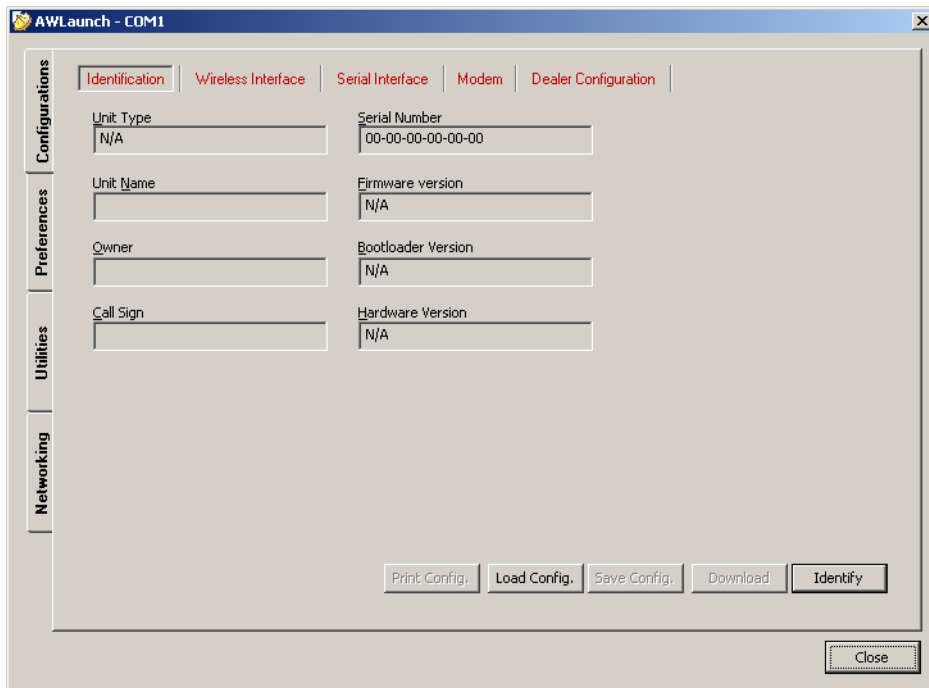 AWLaunch - COM1
Configurations
Preferences
Utilities
Networking
Identification Wireless Interface Serial Interface Modem Dealer Configuration
Unit Type Serial Number
N/A 00-00-00-00-00-00
Unit Name Firmware version
N/A
Owner Bootloader Version
N/A
Call Sign Hardware Version
N/A
Print Config. Load Config. Save Config. Download Identify
Close